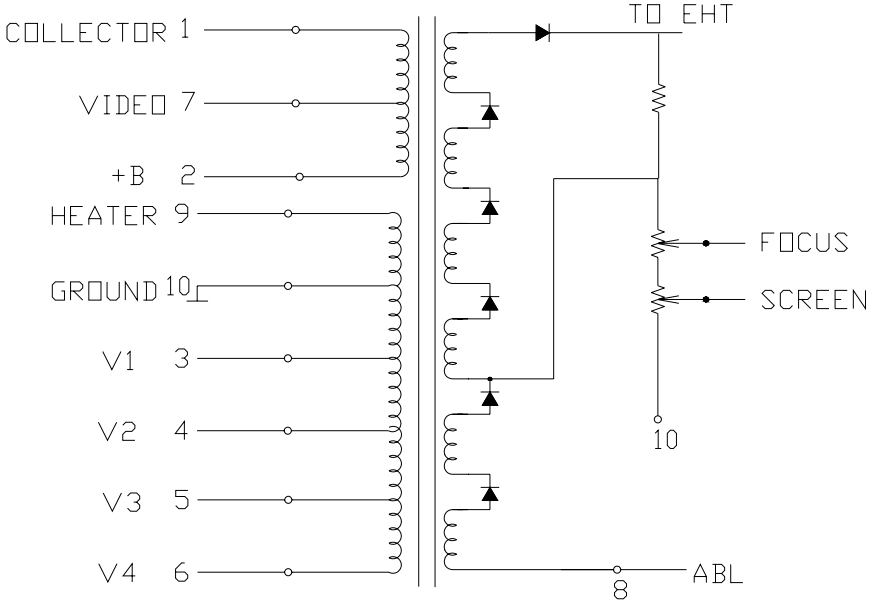 TO EHT
COLLECTOR 1
VIDEO 7
+B 2
HEATER 9
GROUND 10
V1 3
V2 4
V3 5
V4 6
FOCUS
SCREEN
10
ABL
8